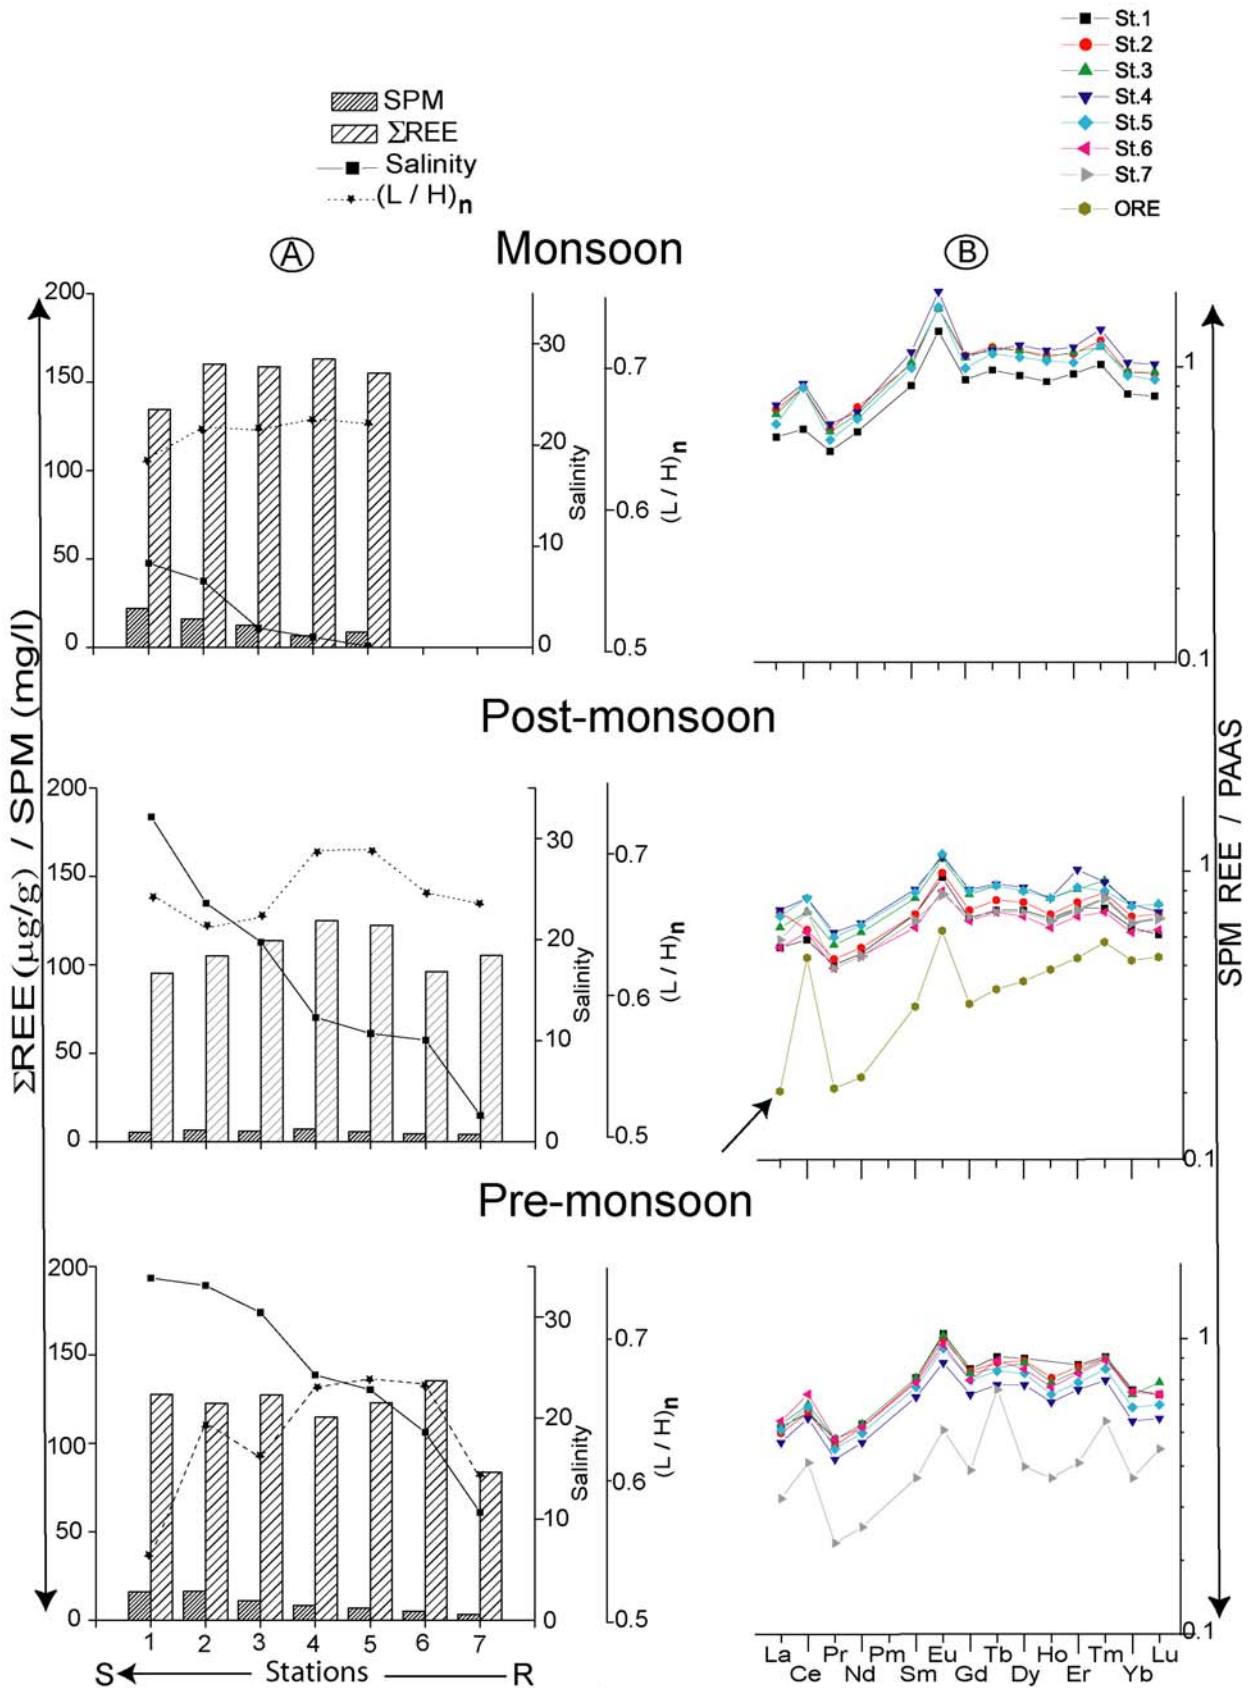 St.1
St.2
St.3
St.4
St.5
St.6
St.7
ORE
SPM
ΣREE
Salinity
(L / H)n
A
Monsoon
B
200
150
100
50
0
30
20
10
0
Salinity
0.7
0.6
0.5
(L / H)n
1
0.1
Post-monsoon
200
150
100
50
0
30
20
10
0
Salinity
0.7
0.6
0.5
(L / H)n
1
0.1
Pre-monsoon
200
150
100
50
0
30
20
10
0
Salinity
0.7
0.6
0.5
(L / H)n
1
0.1
ΣREE (µg/g) / SPM (mg/l)
SPM REE / PAAS
1 2 3 4 5 6 7
S Stations R
La Pr Pm Eu Tb Ho Tm Lu
Ce Nd Sm Gd Dy Er Yb